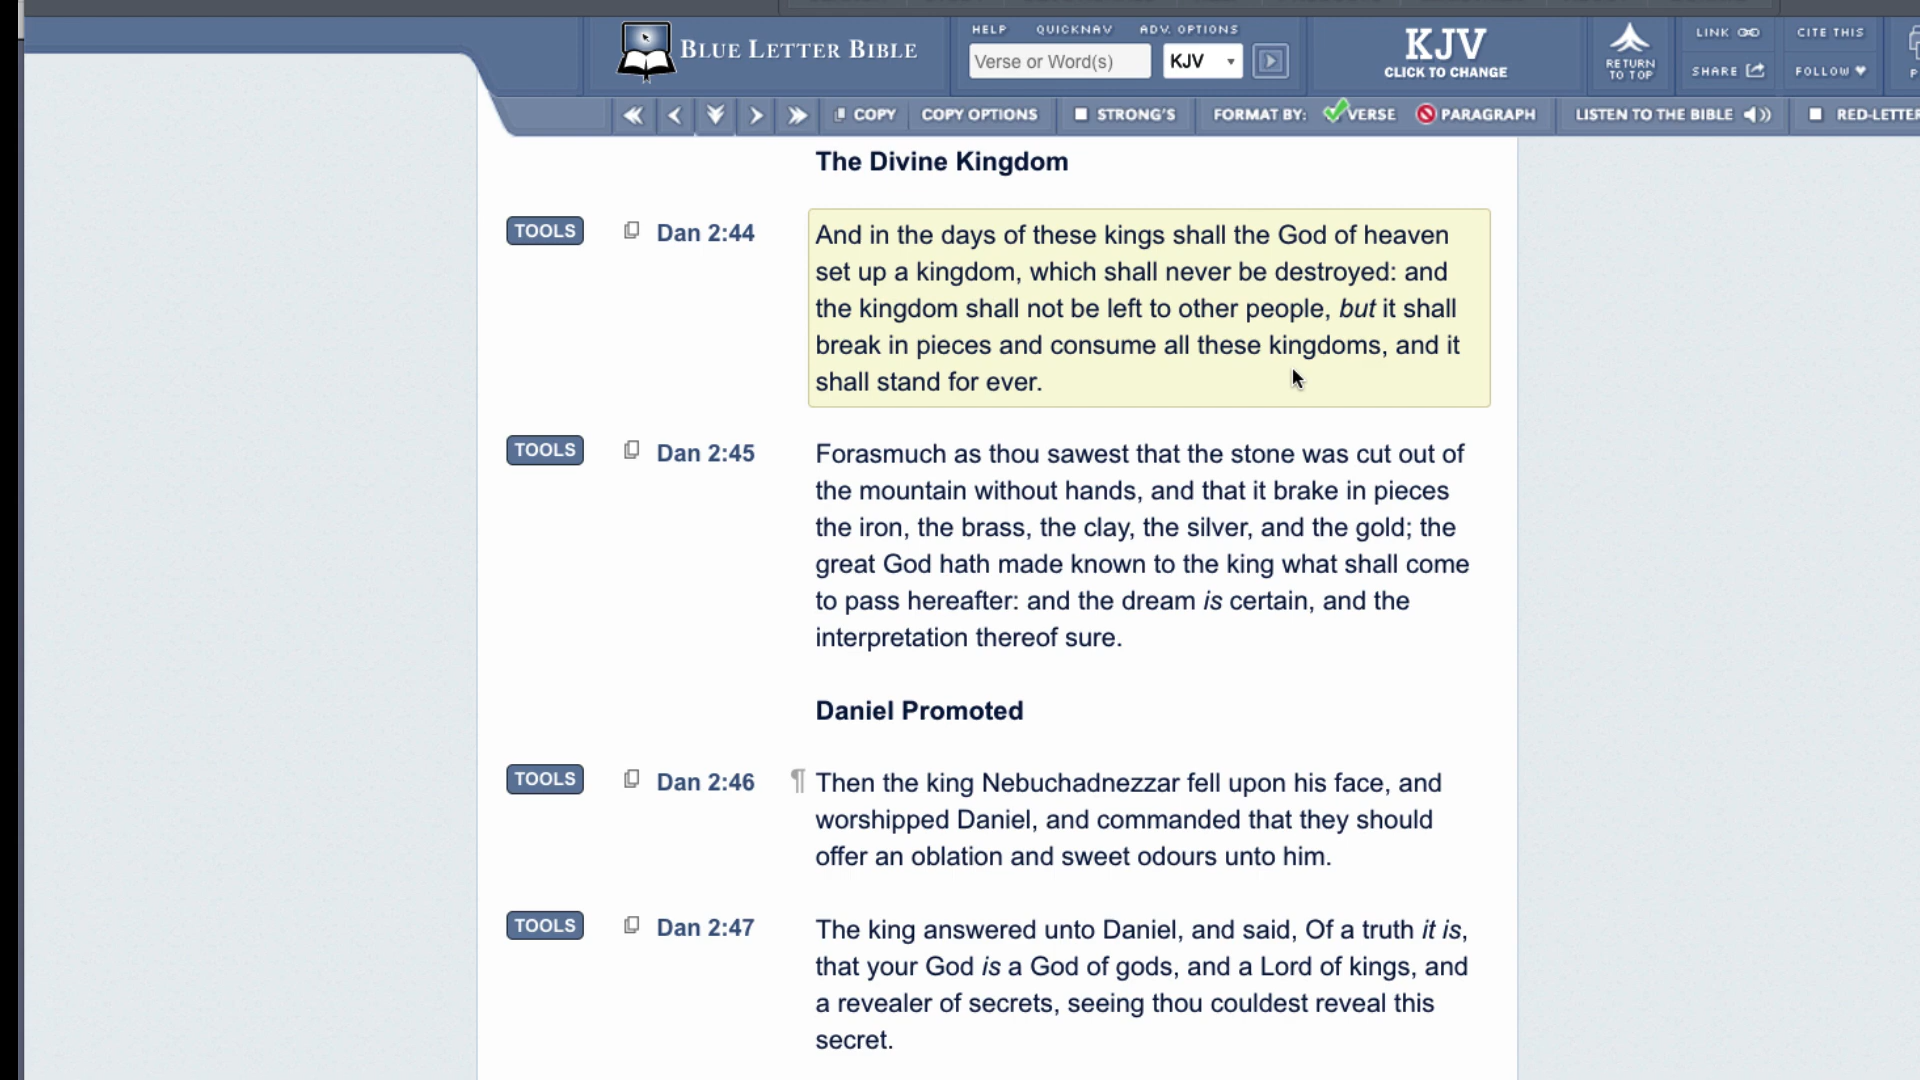 HELP QUICKNAV ADV. OPTIONS
BLUE LETTER BIBLE
Verse or Word(s) KJV
KJV
CLICK TO CHANGE
RETURN
TO TOP
LINK CITE THIS
SHARE FOLLOW
COPY COPY OPTIONS STRONG'S FORMAT BY: VERSE PARAGRAPH LISTEN TO THE BIBLE RED-LETTER
The Divine Kingdom
TOOLS Dan 2:44 And in the days of these kings shall the God of heaven
set up a kingdom, which shall never be destroyed: and
the kingdom shall not be left to other people, but it shall
break in pieces and consume all these kingdoms, and it
shall stand for ever.
TOOLS Dan 2:45 Forasmuch as thou sawest that the stone was cut out of
the mountain without hands, and that it brake in pieces
the iron, the brass, the clay, the silver, and the gold; the
great God hath made known to the king what shall come
to pass hereafter: and the dream is certain, and the
interpretation thereof sure.
Daniel Promoted
TOOLS Dan 2:46 ¶ Then the king Nebuchadnezzar fell upon his face, and
worshipped Daniel, and commanded that they should
offer an oblation and sweet odours unto him.
TOOLS Dan 2:47 The king answered unto Daniel, and said, Of a truth it is,
that your God is a God of gods, and a Lord of kings, and
a revealer of secrets, seeing thou couldest reveal this
secret.